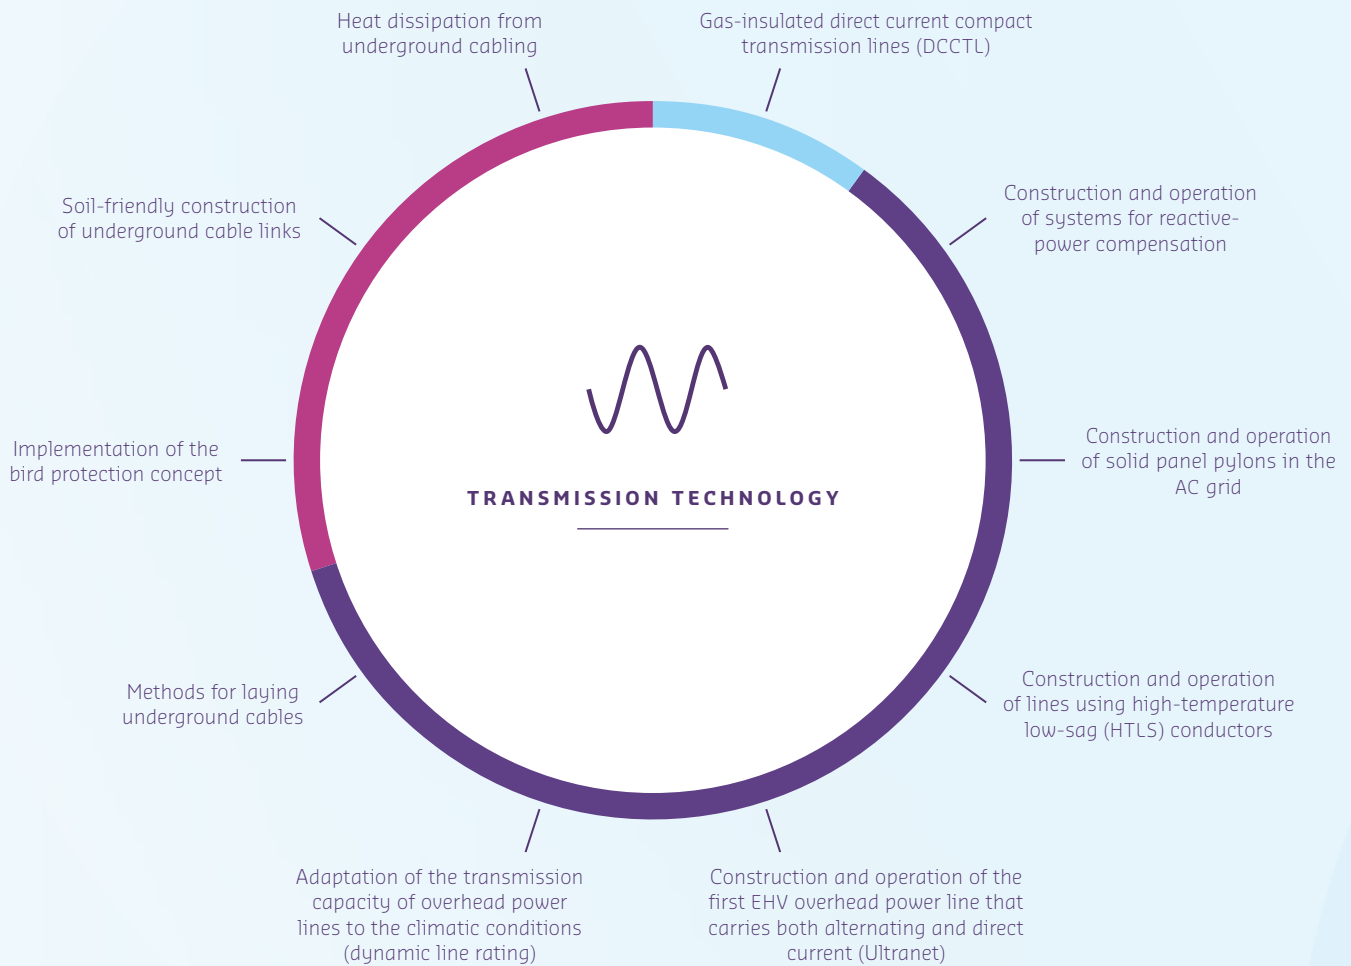 Heat dissipation from
underground cabling
Gas-insulated direct current compact
transmission lines (DCCTL)
Soil-friendly construction
of underground cable links
Construction and operation
of systems for reactive-
power compensation
Implementation of the
bird protection concept
TRANSMISSION TECHNOLOGY
Construction and operation
of solid panel pylons in the
AC grid
Methods for laying
underground cables
Construction and operation
of lines using high-temperature
low-sag (HTLS) conductors
Adaptation of the transmission
capacity of overhead power
lines to the climatic conditions
(dynamic line rating)
Construction and operation of the
first EHV overhead power line that
carries both alternating and direct
current (Ultranet)